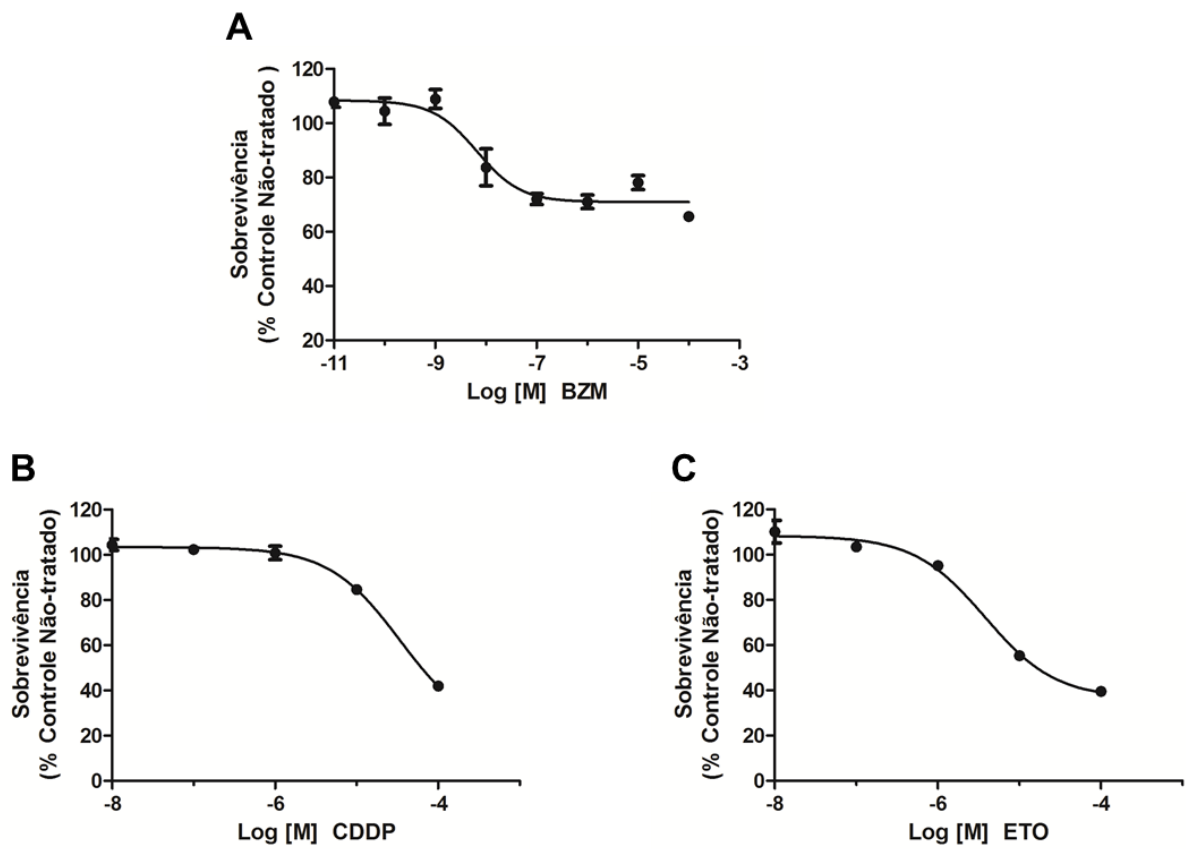 A
Sobrevivência
(% Controle Não-tratado )
120
100
80
60
40
20
-11
-9
-7
-5
-3
Log [M] BZM
B
Sobrevivência
(% Controle Não-tratado)
120
100
80
60
40
20
0
-8
-6
-4
Log [M] CDDP
C
Sobrevivência
(% Controle Não-tratado)
120
100
80
60
40
20
0
-8
-6
-4
Log [M] ETO